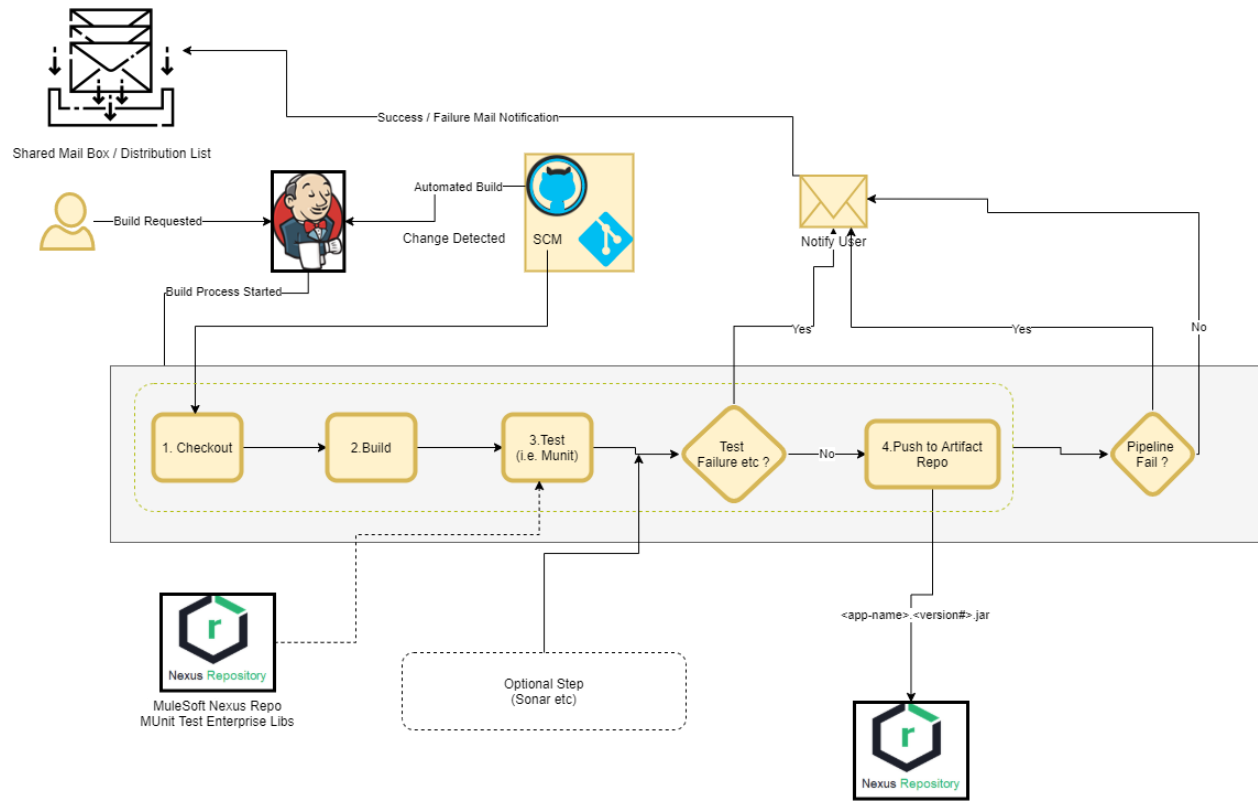 Success / Failure Mail Notification
Shared Mail Box / Distribution List
Automated Build
Build Requested
Change Detected
SCM
Notify User
Build Process Started
Yes
Yes
No
1. Checkout
2.Build
3.Test
(i.e. Munit)
Test
Failure etc ?
No
4.Push to Artifact
Repo
Pipeline
Fail ?
r
Nexus Repository
MuleSoft Nexus Repo
MUnit Test Enterprise Libs
Optional Step
(Sonar etc)
<app-name>.<version#>.jar
r
Nexus Repository